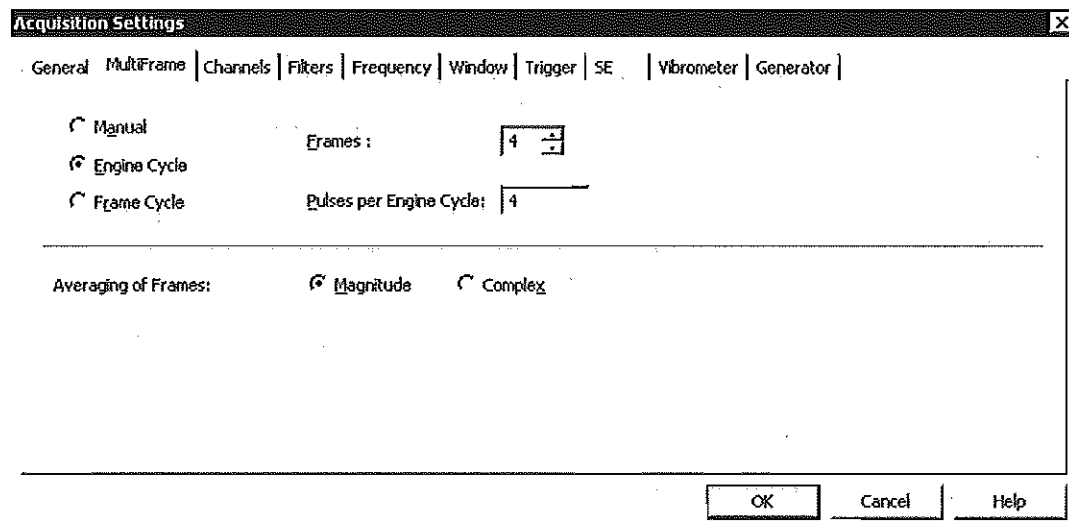 Acquisition Settings
General MultiFrame Channels Filters Frequency Window Trigger SE Vibrometer Generator
Manual
Frames : 4
Engine Cycle
Frame Cycle
Pulses per Engine Cycle: 4
Averaging of Frames: Magnitude Complex
OK Cancel Help